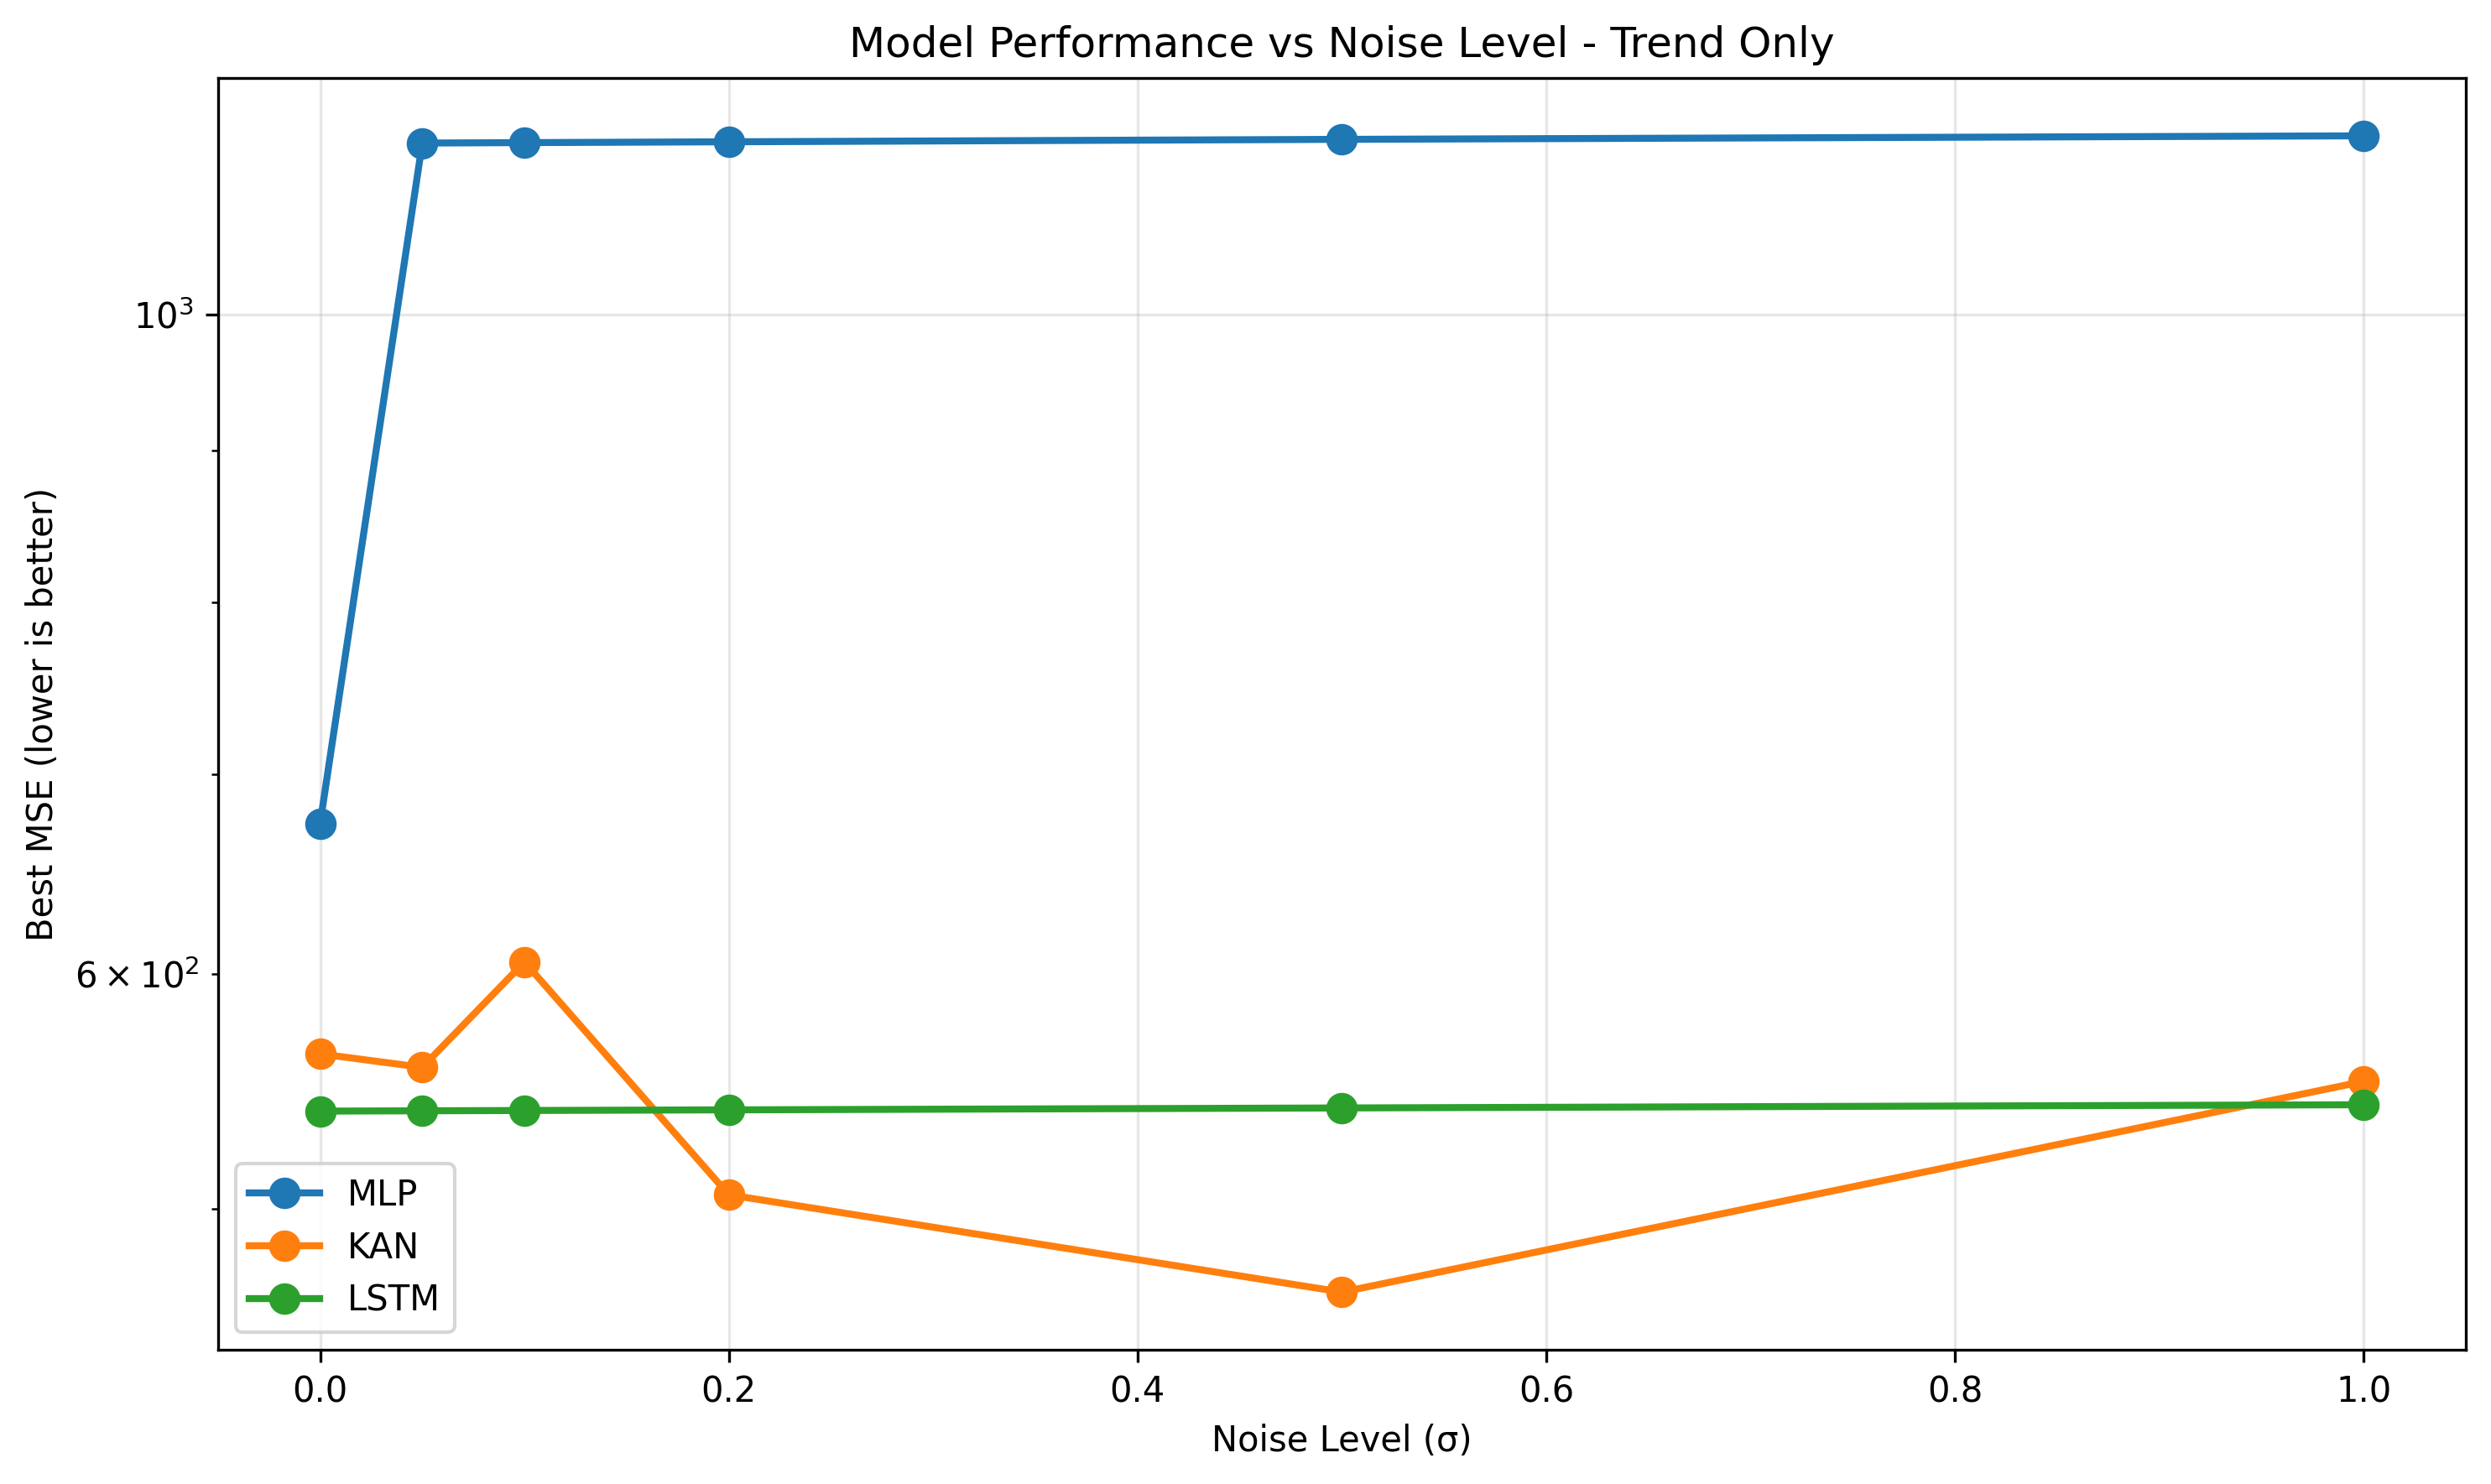 Model Performance vs Noise Level - Trend Only
Best MSE (lower is better)
10³
6 × 10²
MLP
KAN
LSTM
0.0 0.2 0.4 0.6 0.8 1.0
Noise Level (σ)